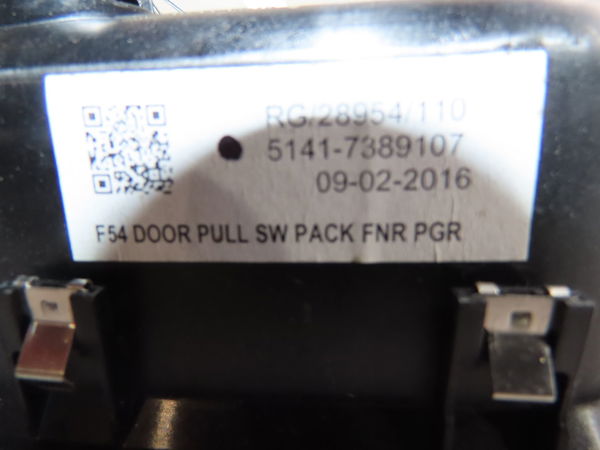 RG/28954/110
5141-7389107
09-02-2016
F54 DOOR PULL SW PACK FNR PGR